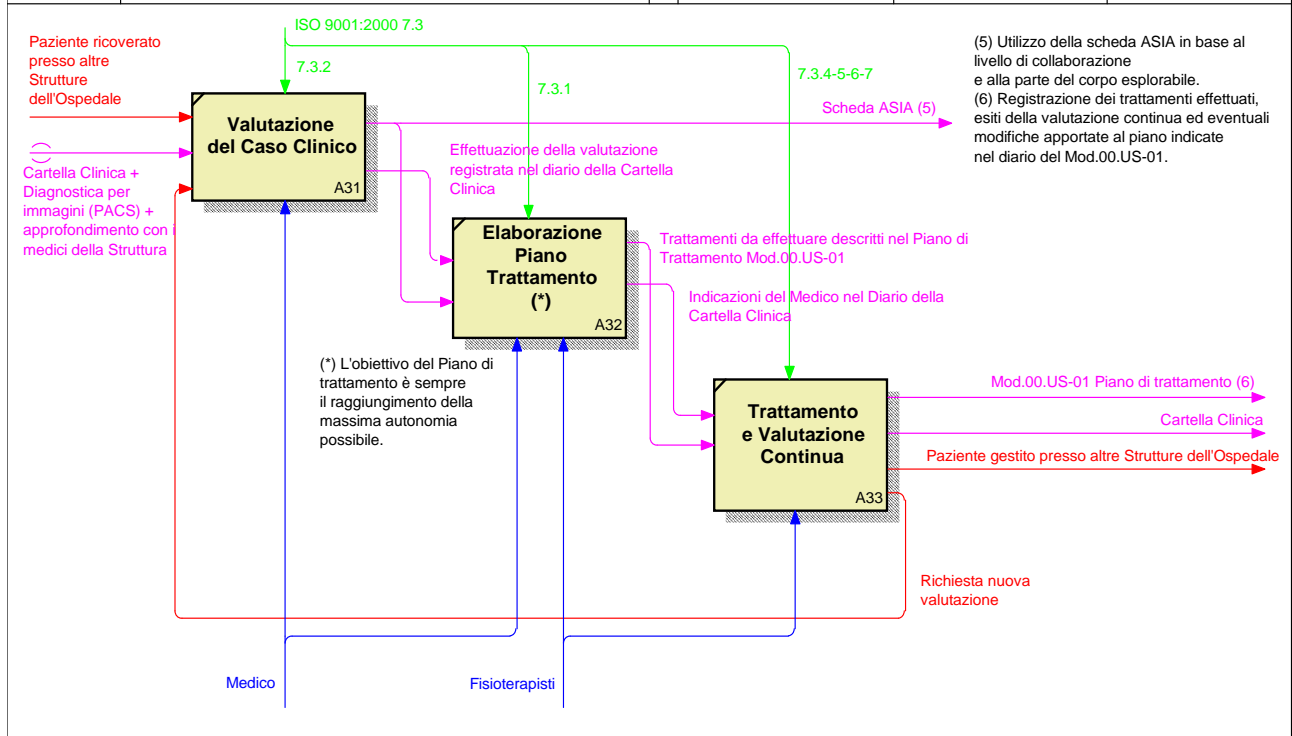 ISO 9001:2000 7.3
Paziente ricoverato
presso altre
Strutture
dell'Ospedale
7.3.2
7.3.1
7.3.4-5-6-7
(5) Utilizzo della scheda ASIA in base al
livello di collaborazione
e alla parte del corpo esplorabile.
(6) Registrazione dei trattamenti effettuati,
esiti della valutazione continua ed eventuali
modifiche apportate al piano indicate
nel diario del Mod.00.US-01.
Valutazione
del Caso Clinico
A31
Scheda ASIA (5)
Cartella Clinica +
Diagnostica per
immagini (PACS) +
approfondimento con i
medici della Struttura
Effettuazione della valutazione
registrata nel diario della Cartella
Clinica
Elaborazione
Piano
Trattamento
(*)
A32
Trattamenti da effettuare descritti nel Piano di
Trattamento Mod.00.US-01
Indicazioni del Medico nel Diario della
Cartella Clinica
(*) L'obiettivo del Piano di
trattamento è sempre
il raggiungimento della
massima autonomia
possibile.
Trattamento
e Valutazione
Continua
A33
Mod.00.US-01 Piano di trattamento (6)
Cartella Clinica
Paziente gestito presso altre Strutture dell'Ospedale
Richiesta nuova
valutazione
Medico
Fisioterapisti